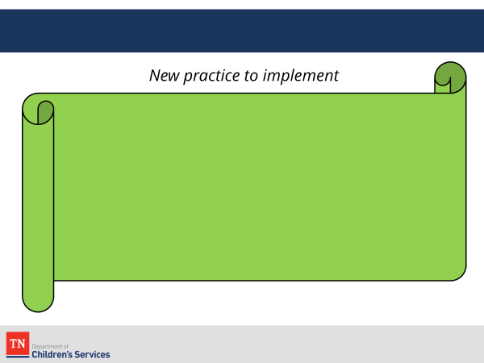 New practice to implement
TN
Department of
Children's Services